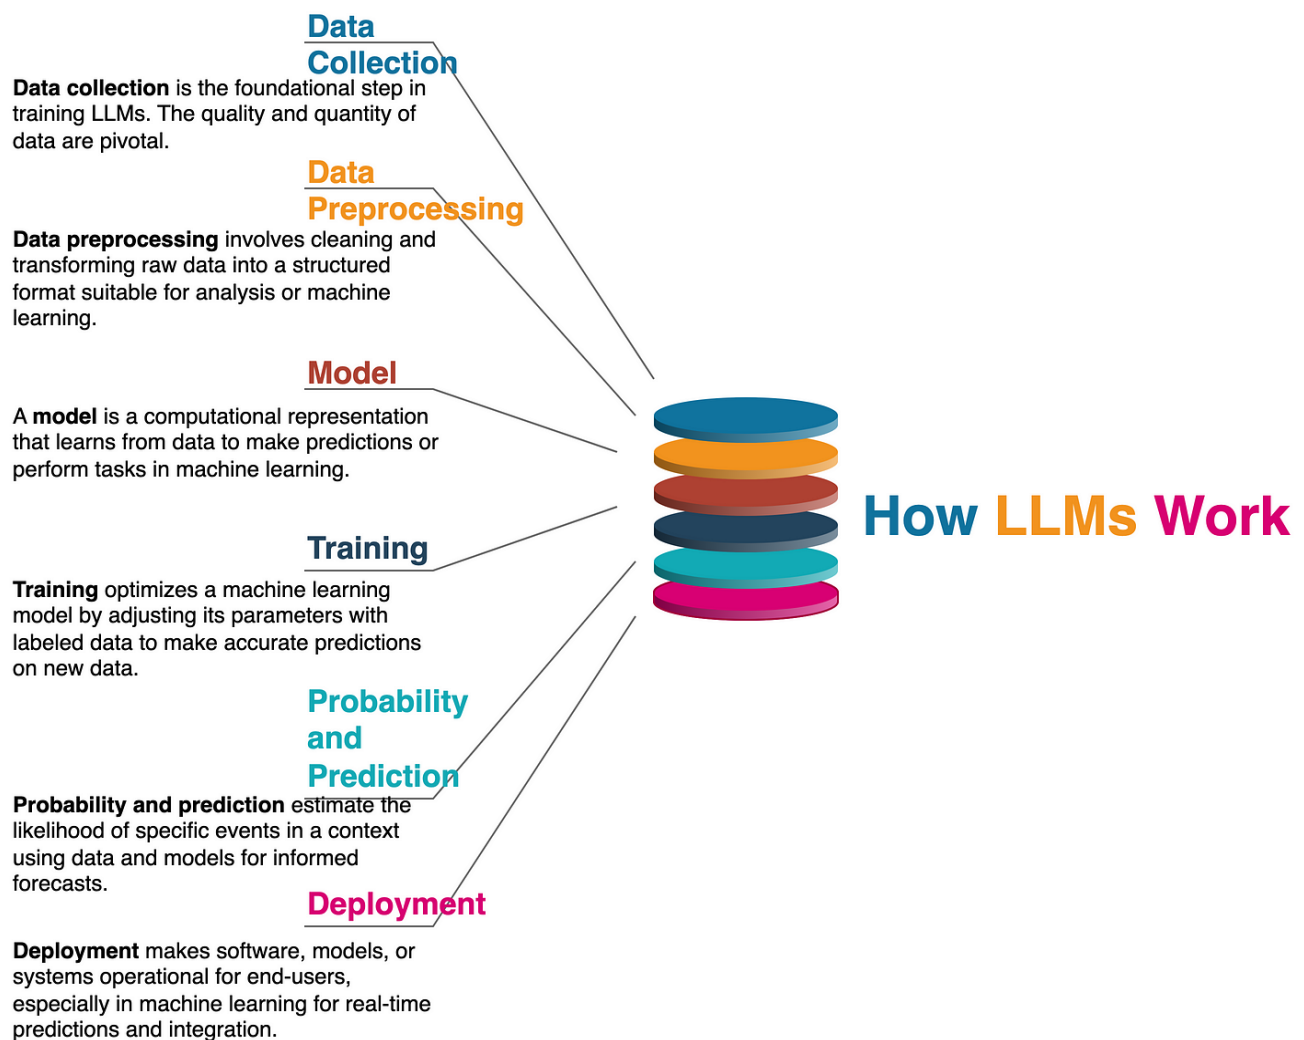 Data
Collection
Data collection is the foundational step in
training LLMs. The quality and quantity of
data are pivotal.
Data
Preprocessing
Data preprocessing involves cleaning and
transforming raw data into a structured
format suitable for analysis or machine
learning.
Model
A model is a computational representation
that learns from data to make predictions or
perform tasks in machine learning.
Training
Training optimizes a machine learning
model by adjusting its parameters with
labeled data to make accurate predictions
on new data.
Probability
and
Prediction
Probability and prediction estimate the
likelihood of specific events in a context
using data and models for informed
forecasts.
Deployment
Deployment makes software, models, or
systems operational for end-users,
especially in machine learning for real-time
predictions and integration.
How LLMs Work